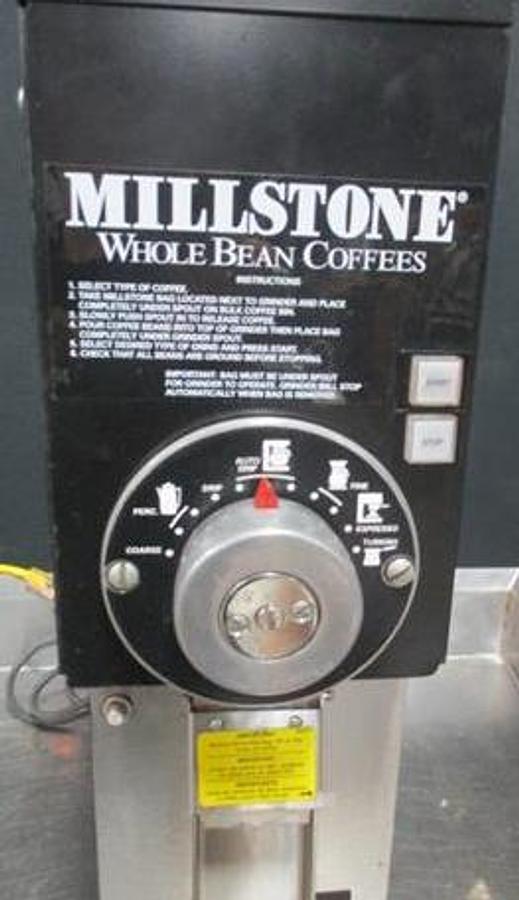 MILLSTONE®
WHOLE BEAN COFFEES
INSTRUCTIONS
1. SELECT TYPE OF COFFEE.
2. TAKE MILLSTONE BAG LOCATED NEXT TO GRINDER AND PLACE
COMPLETELY UNDER SPOUT ON BULK COFFEE BIN.
3. SLOWLY PUSH SPOUT IN TO RELEASE COFFEE.
4. POUR COFFEE BEANS INTO TOP OF GRINDER THEN PLACE BAG
COMPLETELY UNDER GRINDER SPOUT.
5. SELECT DESIRED TYPE OF GRIND AND PRESS START.
6. CHECK THAT ALL BEANS ARE GROUND BEFORE STOPPING.
IMPORTANT: BAG MUST BE UNDER SPOUT
FOR GRINDER TO OPERATE. GRINDER WILL STOP
AUTOMATICALLY WHEN BAG IS REMOVED.
START
STOP
AUTO
DRIP
DRIP
FINE
PERC.
ESPRESSO
COARSE
TURKISH